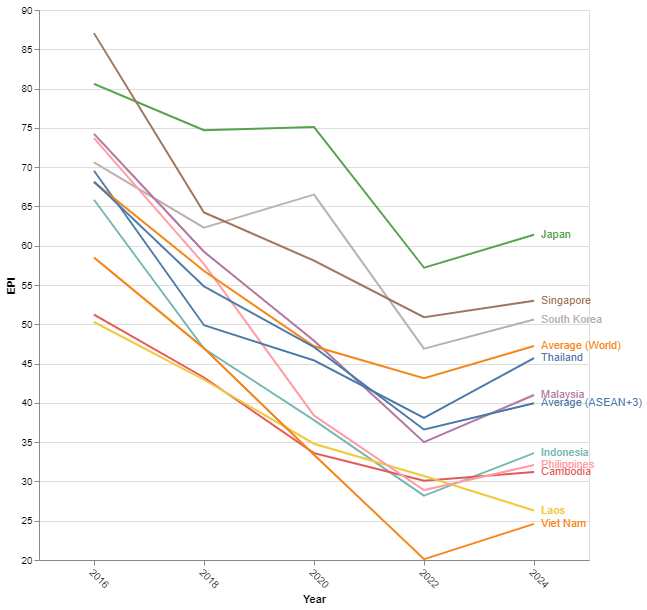 90
85
80
75
70
65
60
55
50
45
40
35
30
25
20
EPI
2016
2018
2020
2022
2024
Year
Japan
Singapore
South Korea
Average (World)
Thailand
Malaysia
Average (ASEAN+3)
Indonesia
Philippines
Cambodia
Laos
Viet Nam